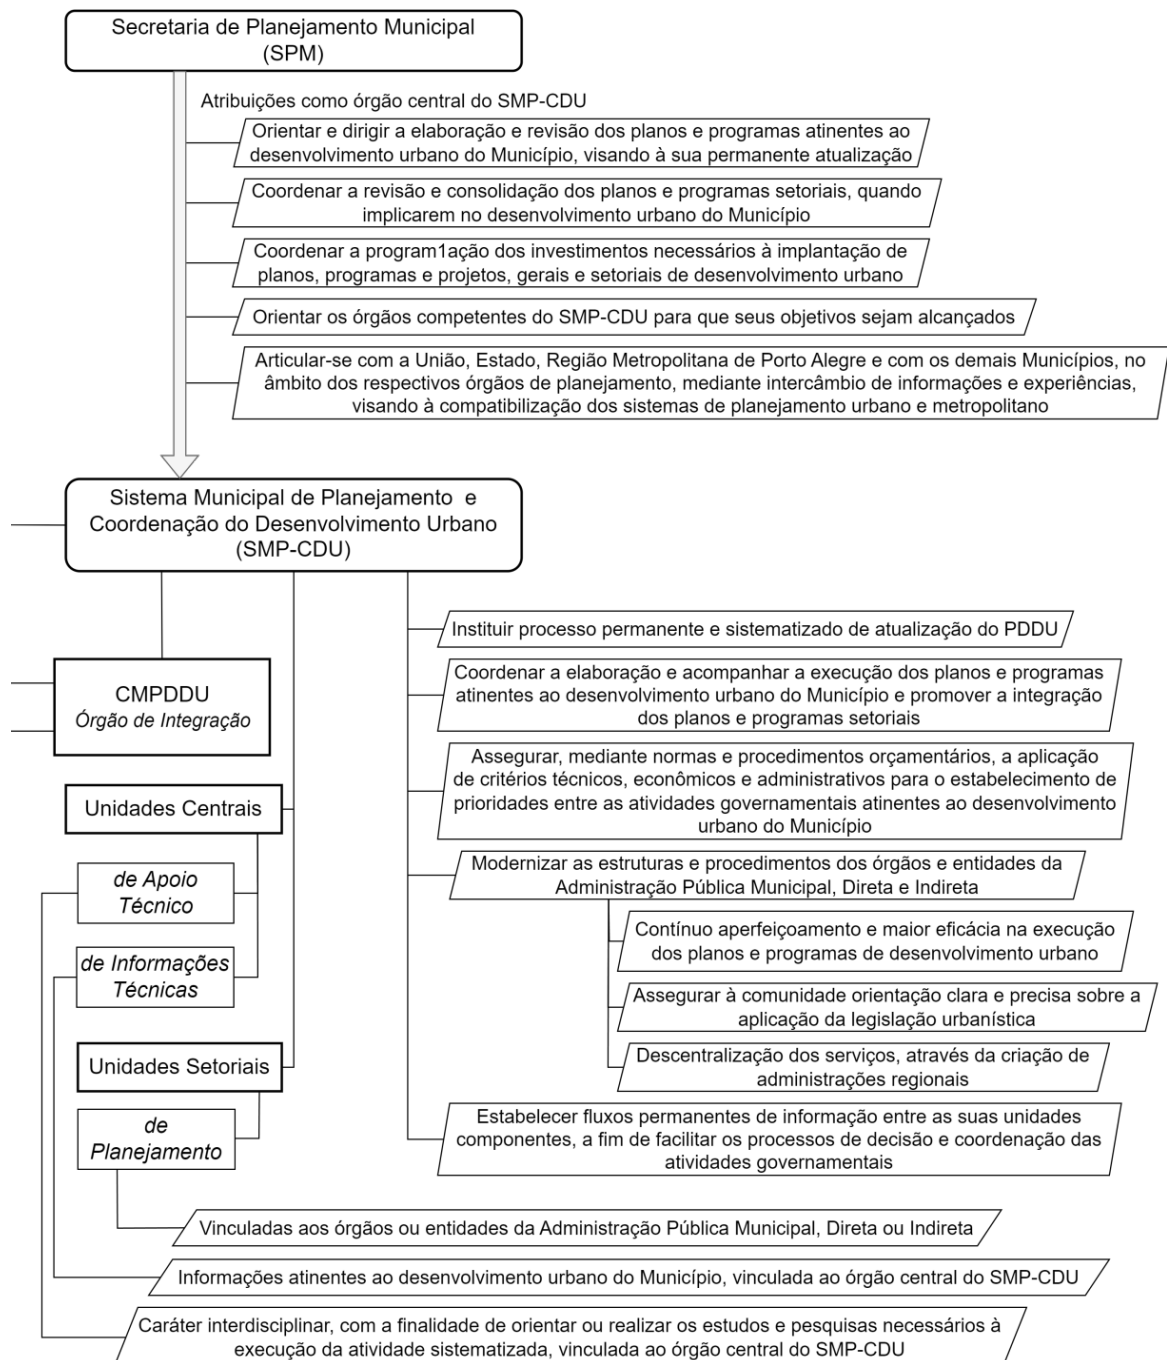 Secretaria de Planejamento Municipal
(SPM)
Atribuições como órgão central do SMP-CDU
Orientar e dirigir a elaboração e revisão dos planos e programas atinentes ao
desenvolvimento urbano do Município, visando à sua permanente atualização
Coordenar a revisão e consolidação dos planos e programas setoriais, quando
implicarem no desenvolvimento urbano do Município
Coordenar a program1ação dos investimentos necessários à implantação de
planos, programas e projetos, gerais e setoriais de desenvolvimento urbano
Orientar os órgãos competentes do SMP-CDU para que seus objetivos sejam alcançados
Articular-se com a União, Estado, Região Metropolitana de Porto Alegre e com os demais Municípios, no
âmbito dos respectivos órgãos de planejamento, mediante intercâmbio de informações e experiências,
visando à compatibilização dos sistemas de planejamento urbano e metropolitano
Sistema Municipal de Planejamento e
Coordenação do Desenvolvimento Urbano
(SMP-CDU)
Instituir processo permanente e sistematizado de atualização do PDDU
CMPDDU
Órgão de Integração
Coordenar a elaboração e acompanhar a execução dos planos e programas
atinentes ao desenvolvimento urbano do Município e promover a integração
dos planos e programas setoriais
Assegurar, mediante normas e procedimentos orçamentários, a aplicação
de critérios técnicos, econômicos e administrativos para o estabelecimento de
prioridades entre as atividades governamentais atinentes ao desenvolvimento
urbano do Município
Unidades Centrais
Modernizar as estruturas e procedimentos dos órgãos e entidades da
Administração Pública Municipal, Direta e Indireta
de Apoio
Técnico
Contínuo aperfeiçoamento e maior eficácia na execução
dos planos e programas de desenvolvimento urbano
de Informações
Técnicas
Assegurar à comunidade orientação clara e precisa sobre a
aplicação da legislação urbanística
Unidades Setoriais
Descentralização dos serviços, através da criação de
administrações regionais
de
Planejamento
Estabelecer fluxos permanentes de informação entre as suas unidades
componentes, a fim de facilitar os processos de decisão e coordenação das
atividades governamentais
Vinculadas aos órgãos ou entidades da Administração Pública Municipal, Direta ou Indireta
Informações atinentes ao desenvolvimento urbano do Município, vinculada ao órgão central do SMP-CDU
Caráter interdisciplinar, com a finalidade de orientar ou realizar os estudos e pesquisas necessários à
execução da atividade sistematizada, vinculada ao órgão central do SMP-CDU